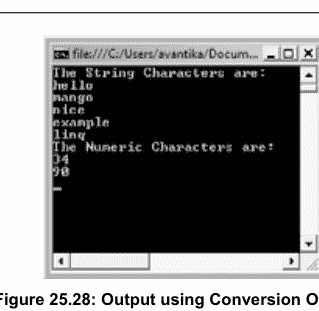 file:///C:/Users/avantika/Docum...
The String Characters are:
hello
mango
nice
example
linq
The Numeric Characters are:
34
90
Figure 25.28: Output using Conversion O